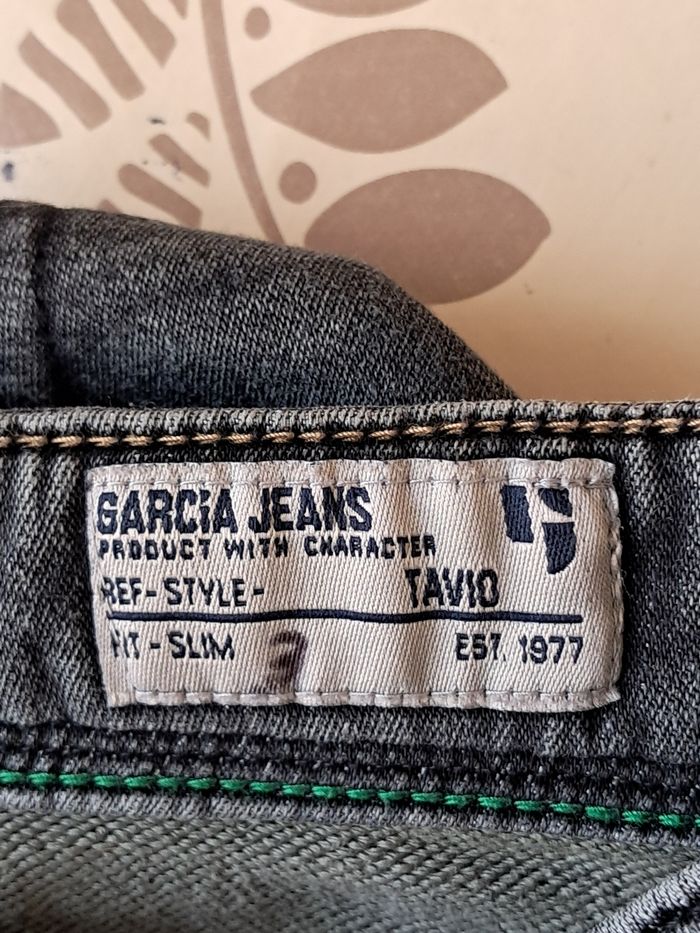 GARCiA JEANS
PRODUCT WITH CHARACTER
REF-STYLE- TAVIO
FIT - SLIM EST. 1977